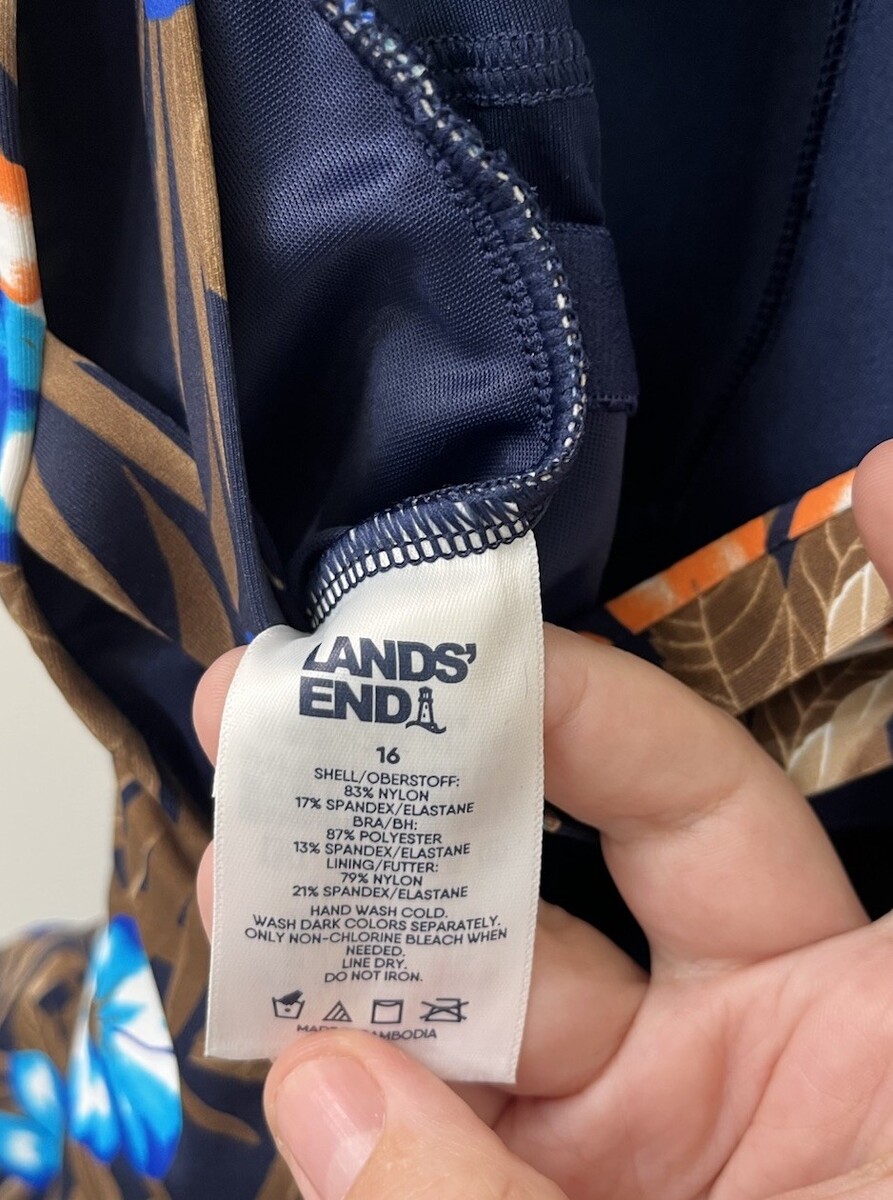 LANDS'
END
16
SHELL/OBERSTOFF:
83% NYLON
17% SPANDEX/ELASTANE
BRA/BH:
87% POLYESTER
13% SPANDEX/ELASTANE
LINING/FUTTER:
79% NYLON
21% SPANDEX/ELASTANE
HAND WASH COLD.
WASH DARK COLORS SEPARATELY.
ONLY NON-CHLORINE BLEACH WHEN
NEEDED.
LINE DRY.
DO NOT IRON.